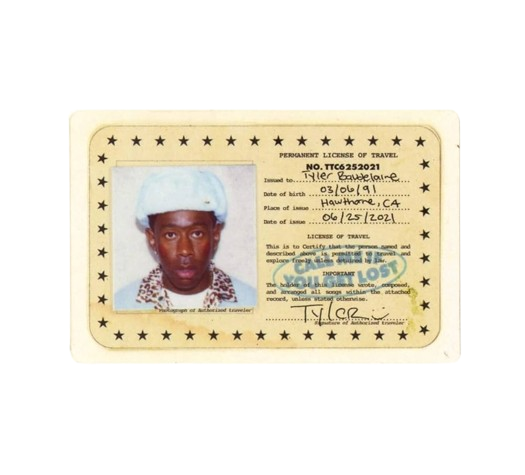 PERMANENT LICENSE OF TRAVEL
NO. TTC6252021
Issued to Tyler Baudelaire
Date of birth 03/06/91
Place of issue Hawthorne, CA
Date of issue 06/25/2021
LICENSE OF TRAVEL
This is to Certify that the person named and
described above is permitted to travel and
explore freely unless defined by law.
CALL ME IF
YOU GET LOST
IMPORTANT
The holder of this license wrote, composed,
and arranged all songs within the attached
record, unless stated otherwise.
Photograph of Authorized traveler
TYLER
Signature of Authorized traveler